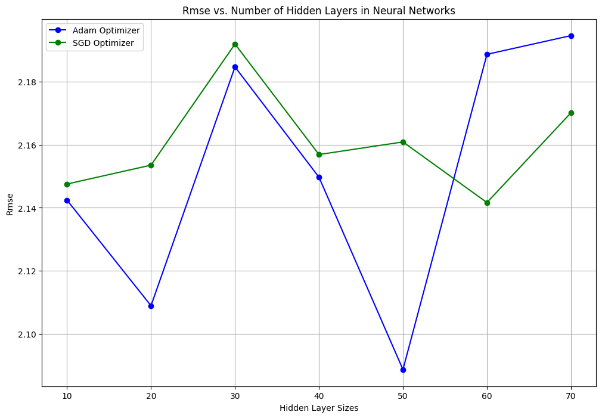 Rmse vs. Number of Hidden Layers in Neural Networks
Adam Optimizer
SGD Optimizer
2.18
2.16
2.14
2.12
2.10
Rmse
10 20 30 40 50 60 70
Hidden Layer Sizes